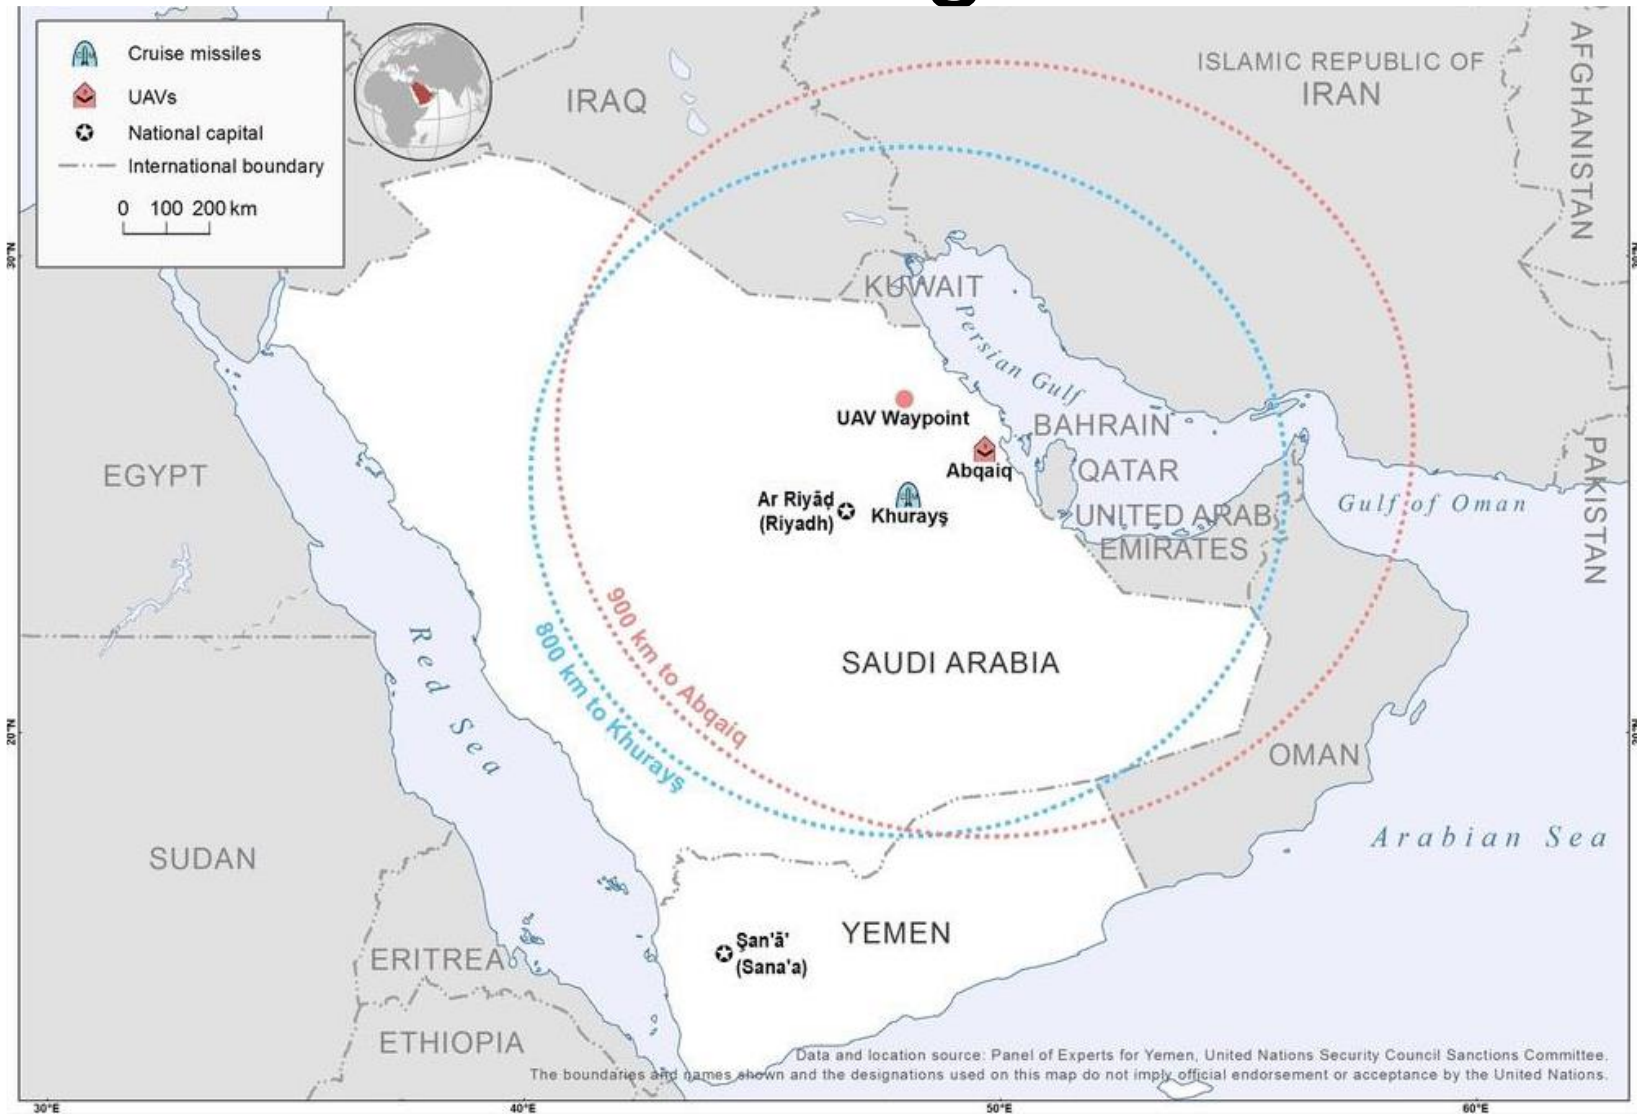 Cruise missiles
UAVs
National capital
International boundary
0 100 200 km
IRAQ
ISLAMIC REPUBLIC OF
IRAN
AFGHANISTAN
30°N
30°N
KUWAIT
Persian Gulf
UAV Waypoint
BAHRAIN
Abqaiq
QATAR
EGYPT
PAKISTAN
Ar Riyāḑ
(Riyadh)
Khurayş
UNITED ARAB
EMIRATES
Gulf of Oman
900 km to Abqaiq
800 km to Khurayş
Red Sea
SAUDI ARABIA
20°N
20°N
OMAN
Arabian Sea
SUDAN
YEMEN
Şan'ā'
(Sana'a)
ERITREA
ETHIOPIA
Data and location source: Panel of Experts for Yemen, United Nations Security Council Sanctions Committee.
The boundaries and names shown and the designations used on this map do not imply official endorsement or acceptance by the United Nations.
30°E 40°E 50°E 60°E